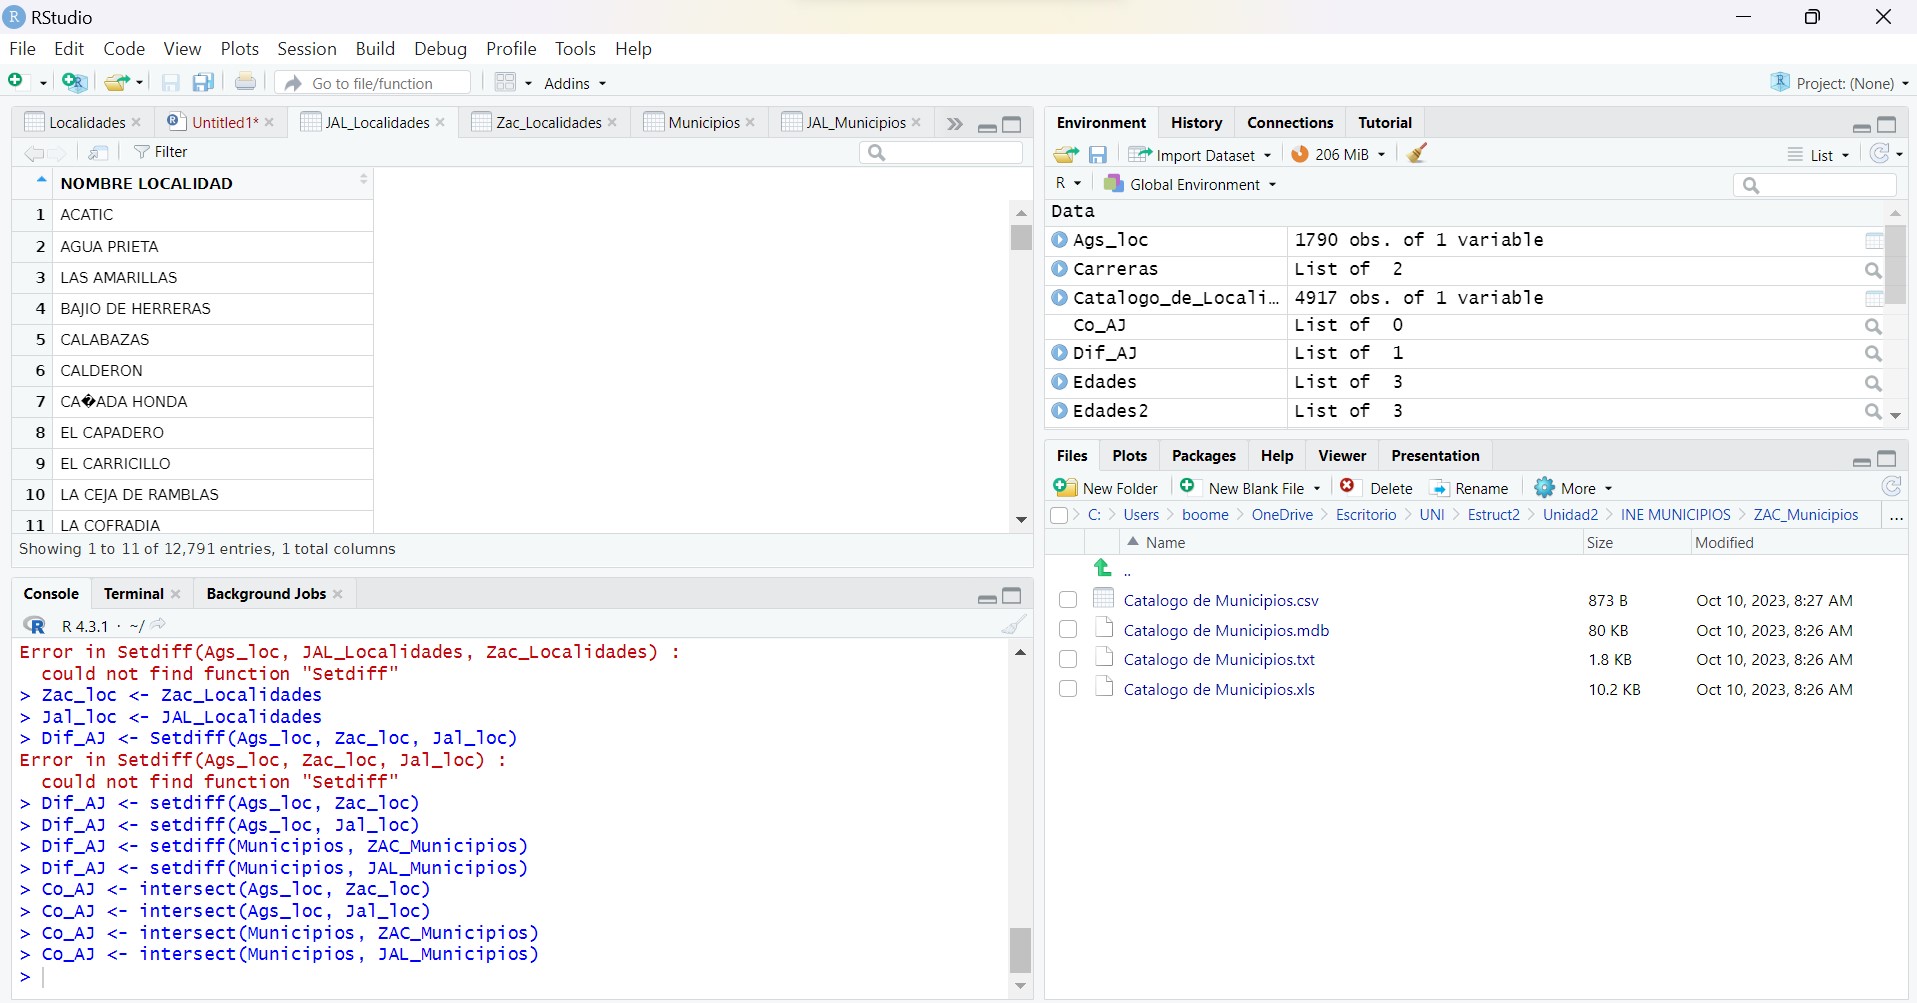 RStudio
File Edit Code View Plots Session Build Debug Profile Tools Help
Go to file/function Addins Project: (None)
Localidades Untitled1* JAL_Localidades Zac_Localidades Municipios JAL_Municipios
Filter
NOMBRE LOCALIDAD
1 ACATIC
2 AGUA PRIETA
3 LAS AMARILLAS
4 BAJIO DE HERRERAS
5 CALABAZAS
6 CALDERON
7 CA�ADA HONDA
8 EL CAPADERO
9 EL CARRICILLO
10 LA CEJA DE RAMBLAS
11 LA COFRADIA
Showing 1 to 11 of 12,791 entries, 1 total columns
Console Terminal Background Jobs
R 4.3.1 · ~/
Error in Setdiff(Ags_loc, JAL_Localidades, Zac_Localidades) :
could not find function "Setdiff"
> Zac_loc <- Zac_Localidades
> Jal_loc <- JAL_Localidades
> Dif_AJ <- Setdiff(Ags_loc, Zac_loc, Jal_loc)
Error in Setdiff(Ags_loc, Zac_loc, Jal_loc) :
could not find function "Setdiff"
> Dif_AJ <- setdiff(Ags_loc, Zac_loc)
> Dif_AJ <- setdiff(Ags_loc, Jal_loc)
> Dif_AJ <- setdiff(Municipios, ZAC_Municipios)
> Dif_AJ <- setdiff(Municipios, JAL_Municipios)
> Co_AJ <- intersect(Ags_loc, Zac_loc)
> Co_AJ <- intersect(Ags_loc, Jal_loc)
> Co_AJ <- intersect(Municipios, ZAC_Municipios)
> Co_AJ <- intersect(Municipios, JAL_Municipios)
>
Environment History Connections Tutorial
Import Dataset 206 MiB List
R Global Environment
Data
Ags_loc 1790 obs. of 1 variable
Carreras List of 2
Catalogo_de_Locali… 4917 obs. of 1 variable
Co_AJ List of 0
Dif_AJ List of 1
Edades List of 3
Edades2 List of 3
Files Plots Packages Help Viewer Presentation
New Folder New Blank File Delete Rename More
C: Users boome OneDrive Escritorio UNI Estruct2 Unidad2 INE MUNICIPIOS ZAC_Municipios ...
Name Size Modified
..
Catalogo de Municipios.csv 873 B Oct 10, 2023, 8:27 AM
Catalogo de Municipios.mdb 80 KB Oct 10, 2023, 8:26 AM
Catalogo de Municipios.txt 1.8 KB Oct 10, 2023, 8:26 AM
Catalogo de Municipios.xls 10.2 KB Oct 10, 2023, 8:26 AM